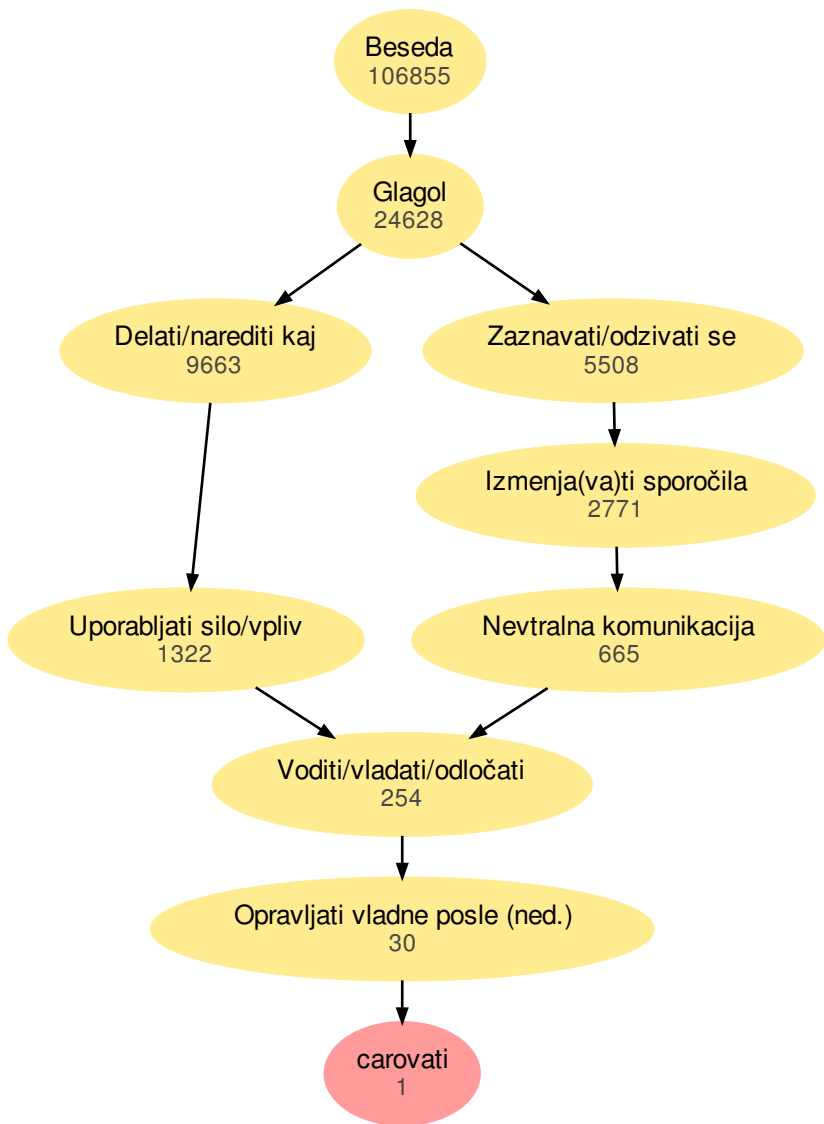 Beseda
106855
Glagol
24628
Delati/narediti kaj
9663
Zaznavati/odzivati se
5508
Izmenja(va)ti sporočila
2771
Uporabljati silo/vpliv
1322
Nevtralna komunikacija
665
Voditi/vladati/odločati
254
Opravljati vladne posle (ned.)
30
carovati
1